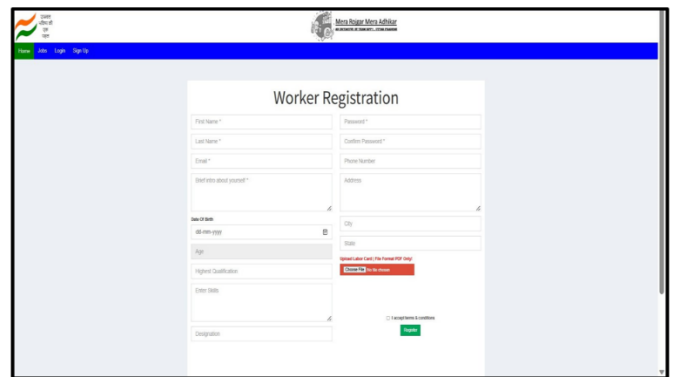 Mera Rojgar Mera Adhikar
Home Jobs Login Sign Up
Worker Registration
First Name *
Last Name *
Email *
Brief intro about yourself *
Date Of Birth
dd-mm-yyyy
Age
Highest Qualification
Enter Skills
Designation
Password *
Confirm Password *
Phone Number
Address
City
State
Upload Labor Card ( File Format PDF Only)
Choose File No file chosen
I accept terms & conditions
Register